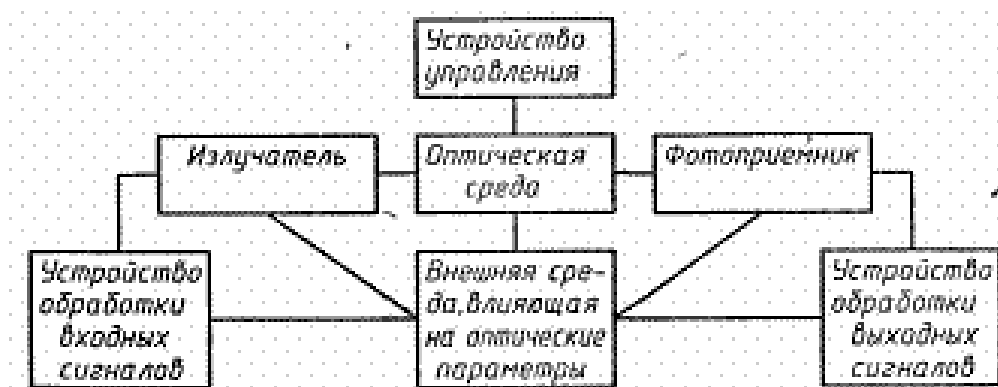 Устройство
управления
Излучатель
Оптическая
среда
Фотоприемник
Устройство
обработки
входных
сигналов
Внешняя сре-
да,влияющая
на оптические
параметры
Устройство
обработки
выходных
сигналов